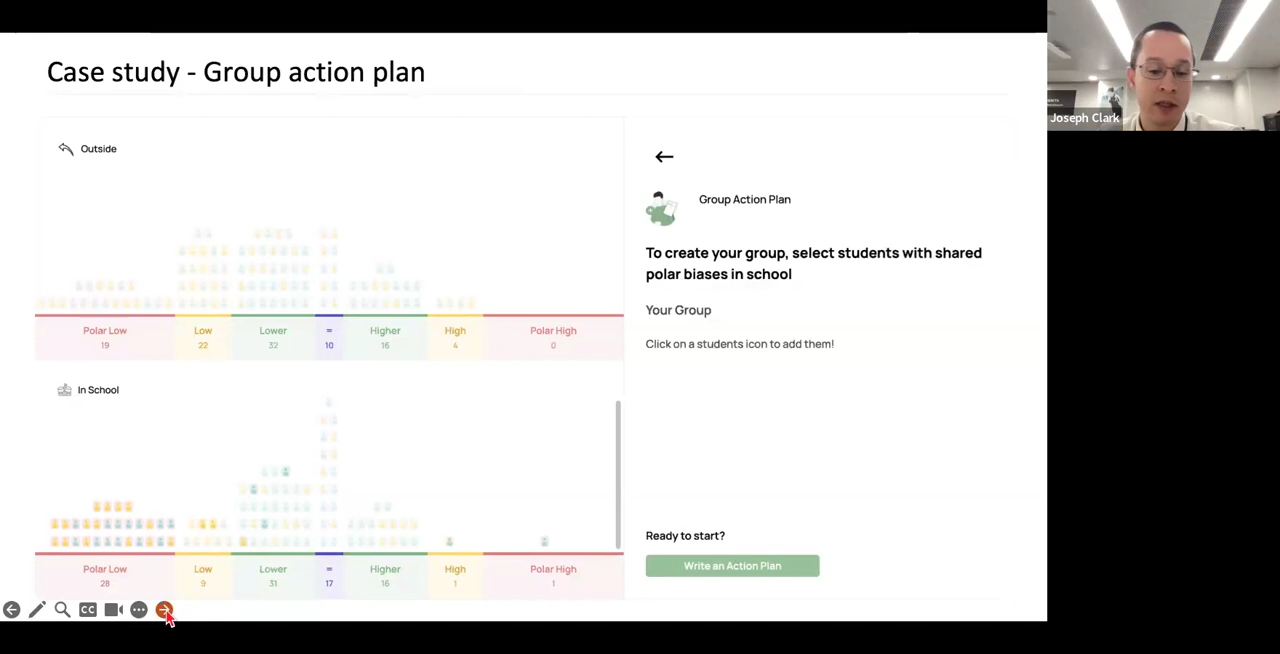 Case study - Group action plan
Joseph Clark
Outside
Polar Low
Low
Lower
=
Higher
High
Polar High
19
22
32
10
16
4
0
In School
Polar Low
Low
Lower
=
Higher
High
Polar High
28
9
31
17
16
1
1
Group Action Plan
To create your group, select students with shared
polar biases in school
Your Group
Click on a students icon to add them!
Ready to start?
Write an Action Plan
CC